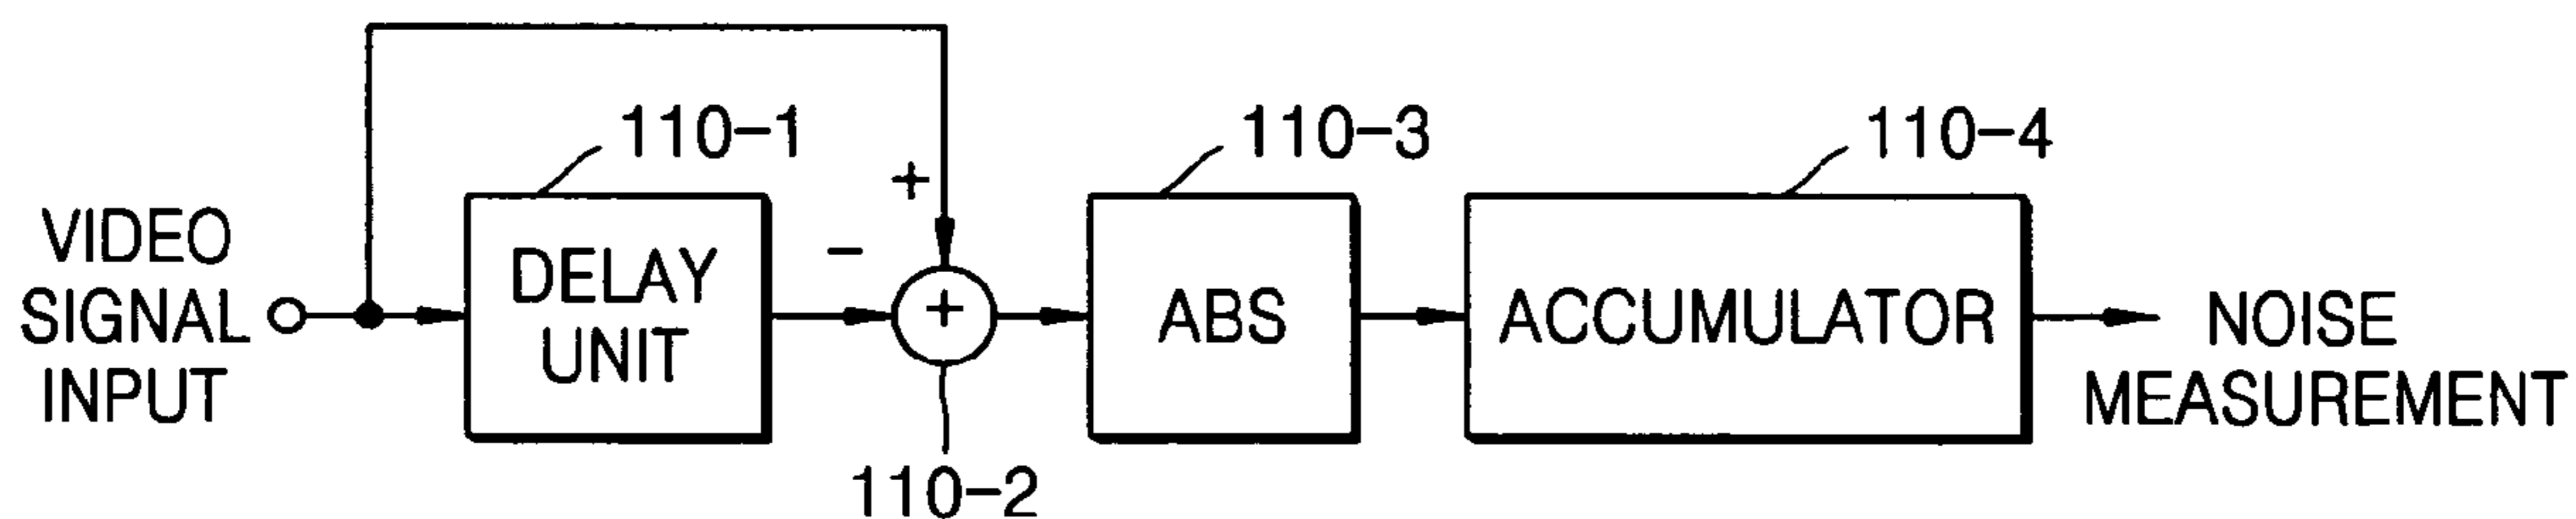 110-1
110-3
110-4
VIDEO
SIGNAL
INPUT
+
−
DELAY
UNIT
+
ABS
ACCUMULATOR
NOISE
MEASUREMENT
110-2